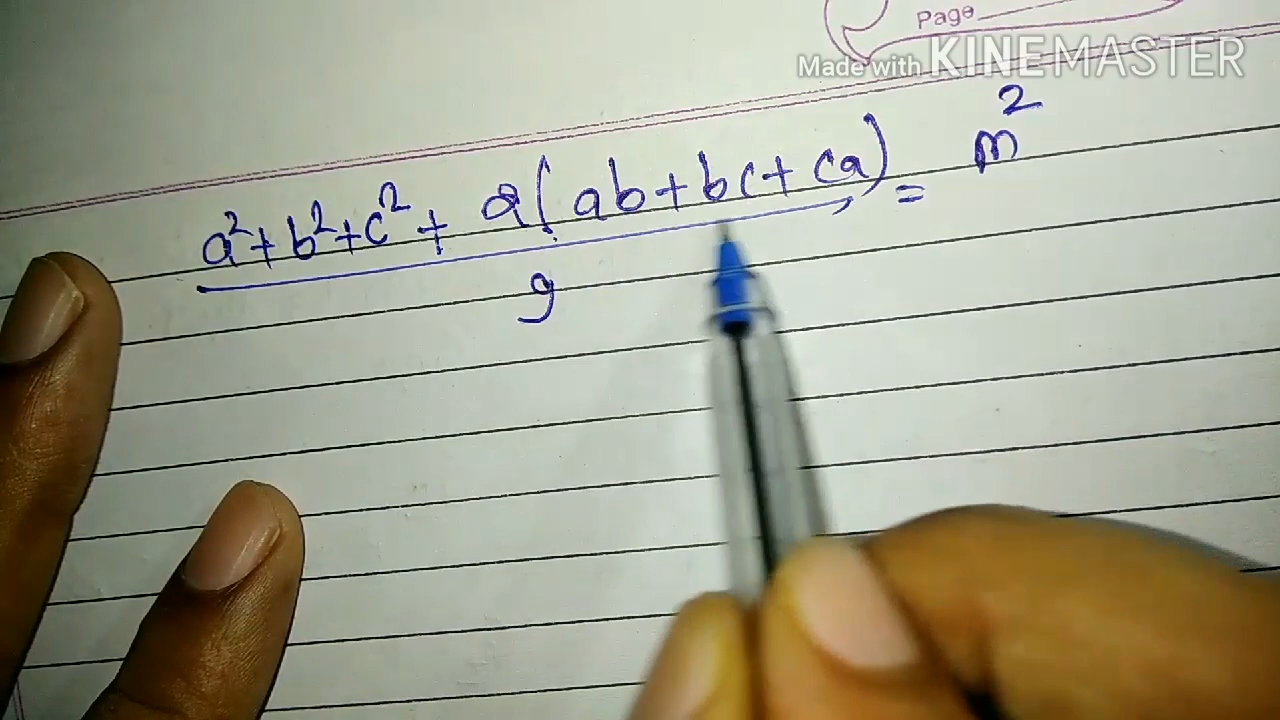 Page
Made with KINEMASTER
a²+b²+c²+2(ab+bc+ca) = m²
9